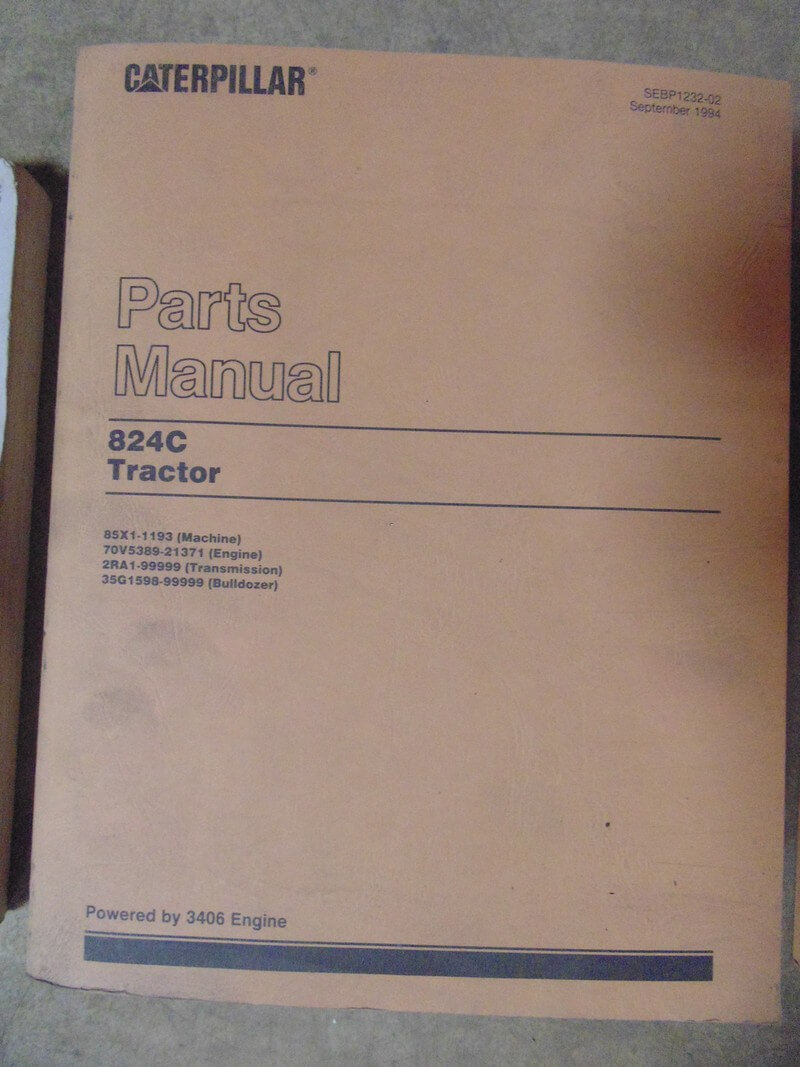 CATERPILLAR®
SEBP1232-02
September 1994
Parts
Manual
824C
Tractor
85X1-1193 (Machine)
70V5389-21371 (Engine)
2RA1-99999 (Transmission)
35G1598-99999 (Bulldozer)
Powered by 3406 Engine